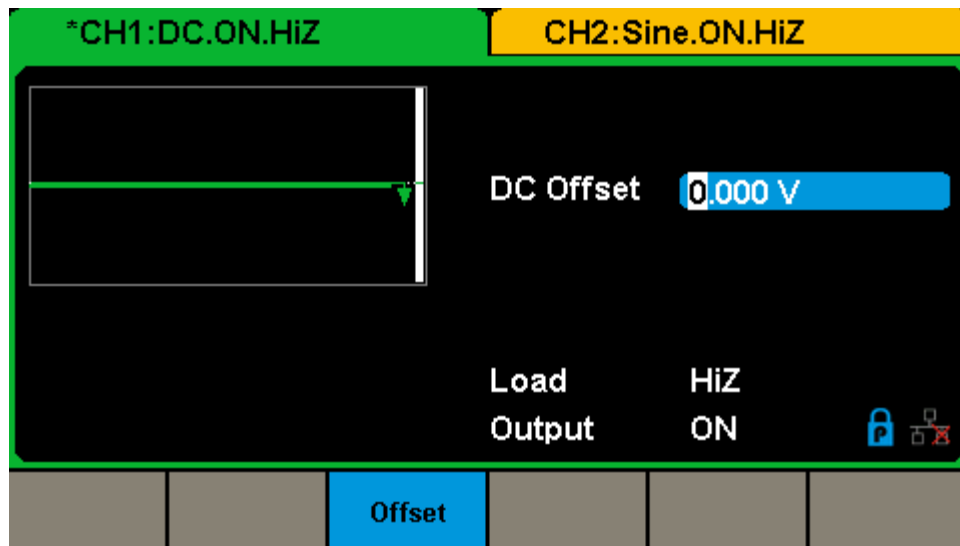 *CH1:DC.ON.HiZ
CH2:Sine.ON.HiZ
DC Offset 0.000 V
Load HiZ
Output ON
P
Offset